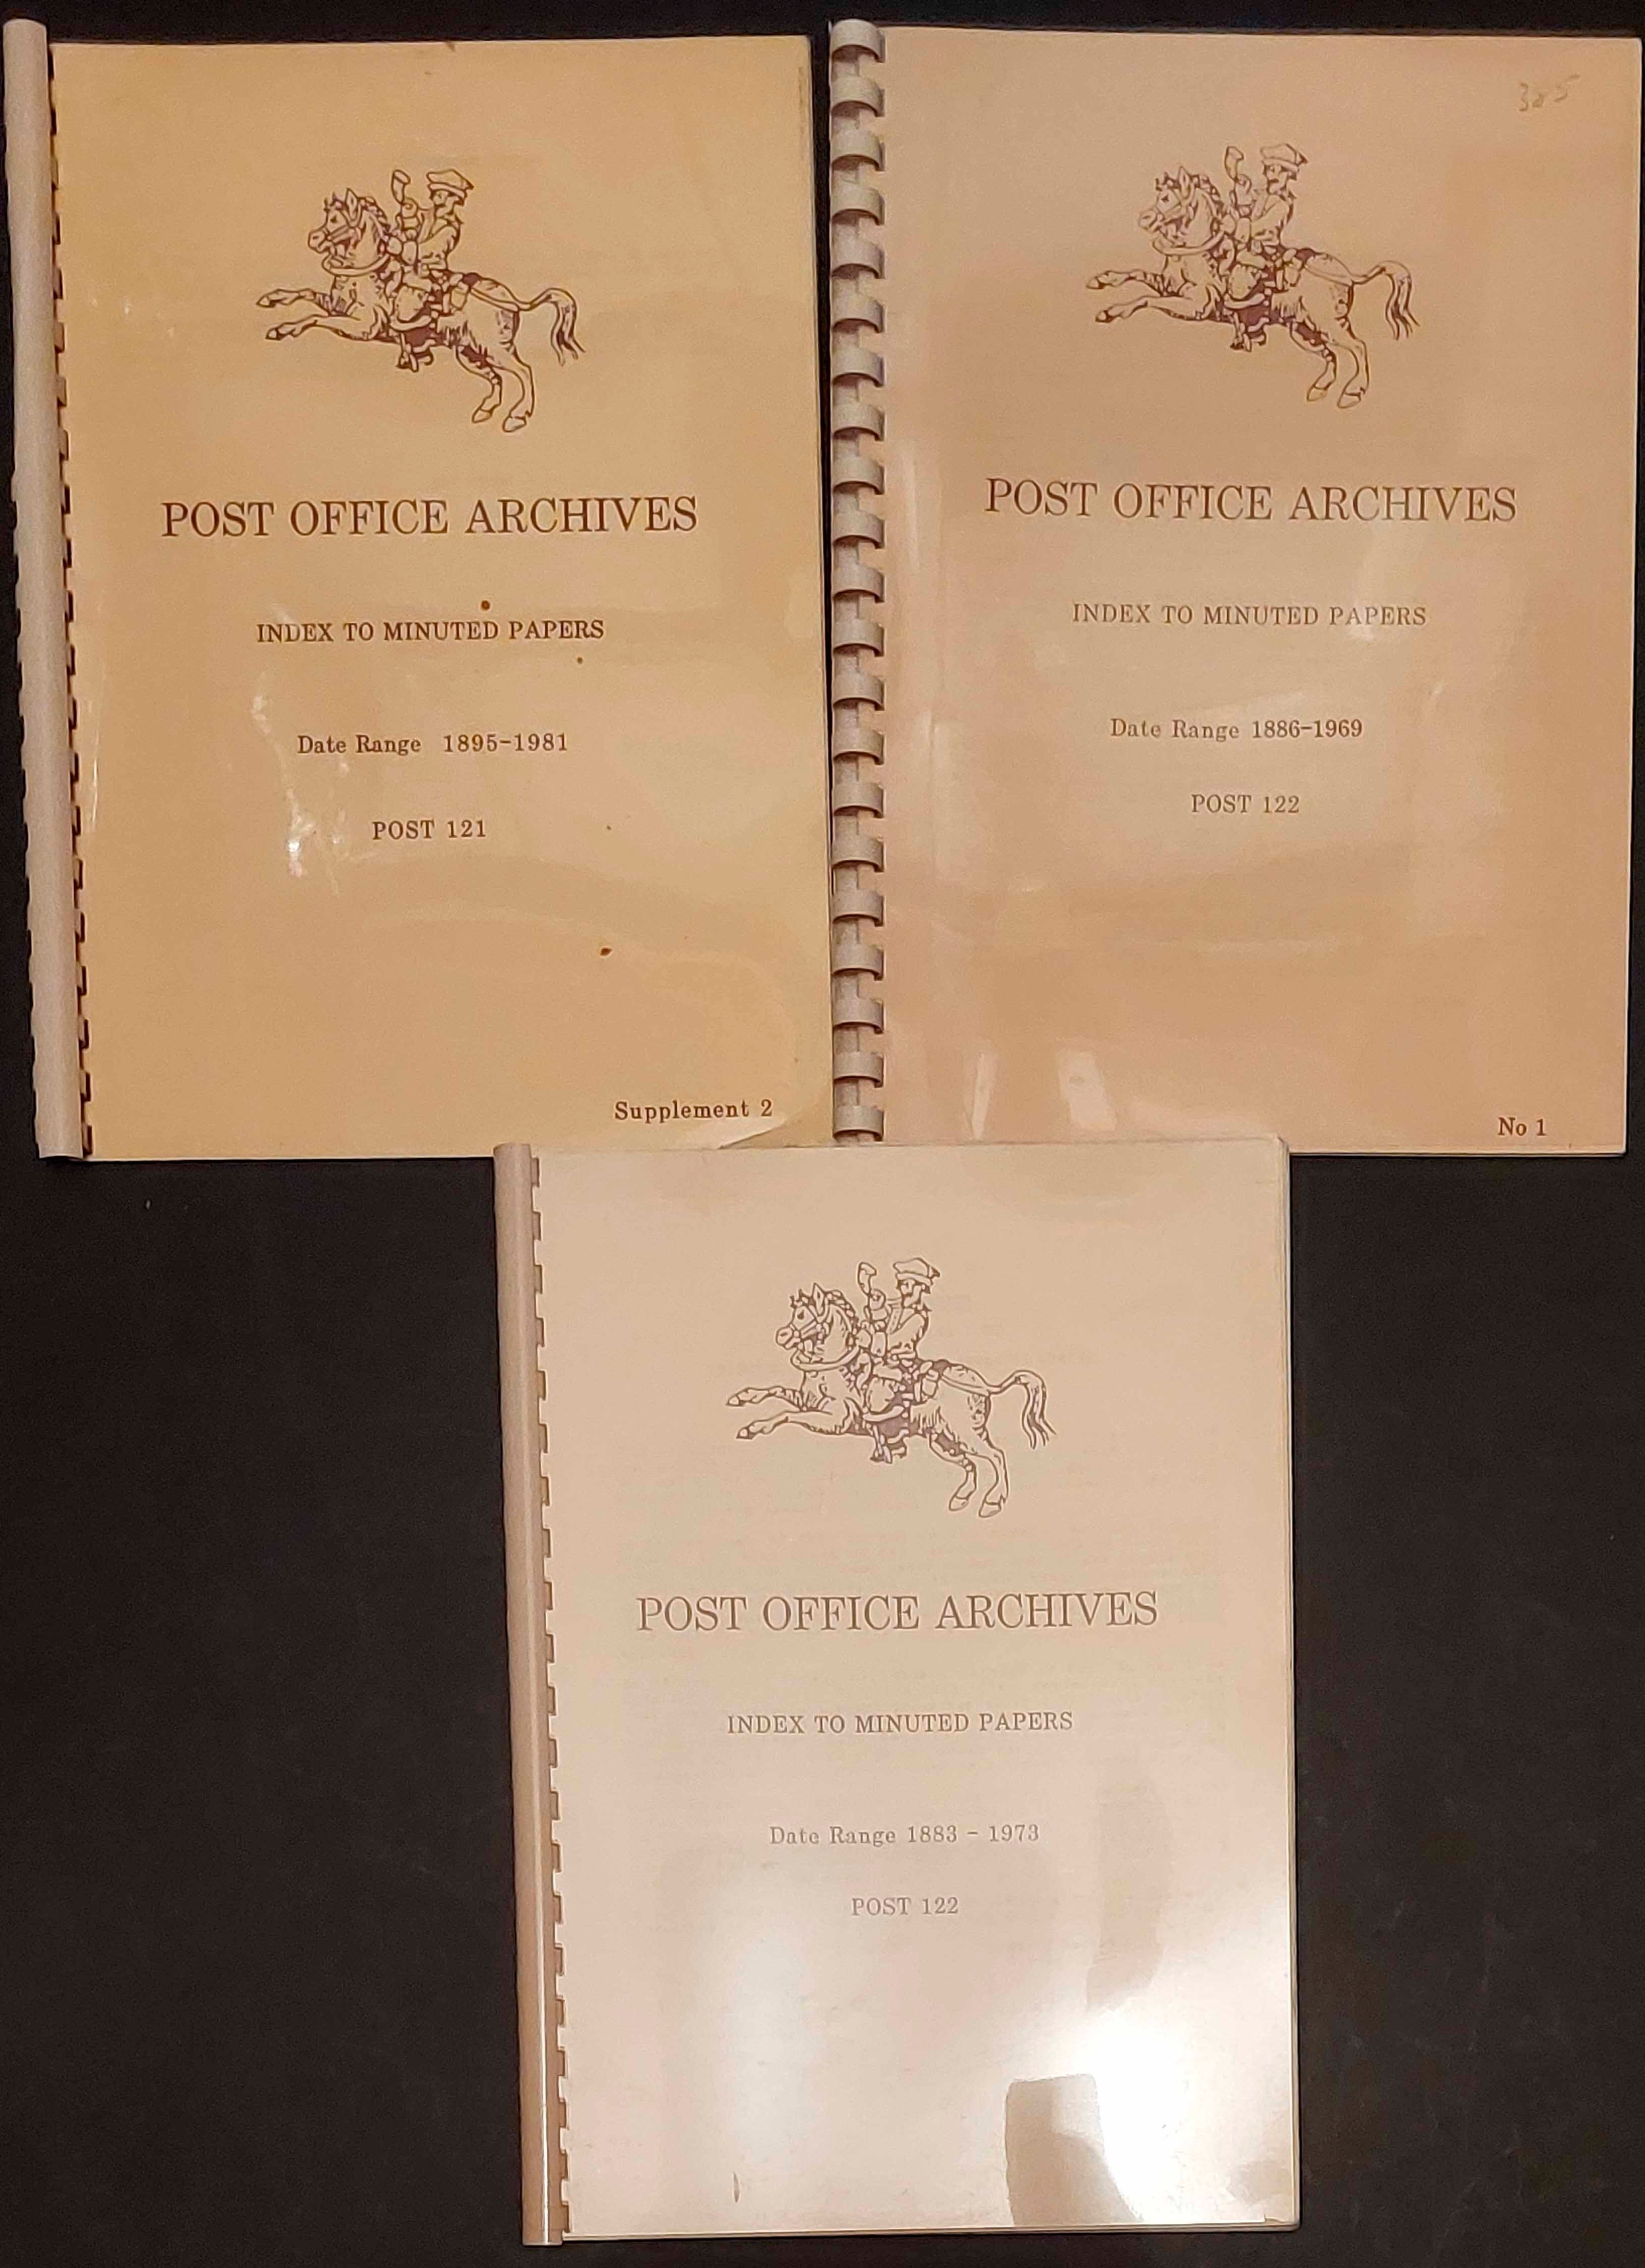 POST OFFICE ARCHIVES
INDEX TO MINUTED PAPERS
Date Range 1895-1981
POST 121
Supplement 2
385
POST OFFICE ARCHIVES
INDEX TO MINUTED PAPERS
Date Range 1886-1969
POST 122
No 1
POST OFFICE ARCHIVES
INDEX TO MINUTED PAPERS
Date Range 1883 - 1973
POST 122